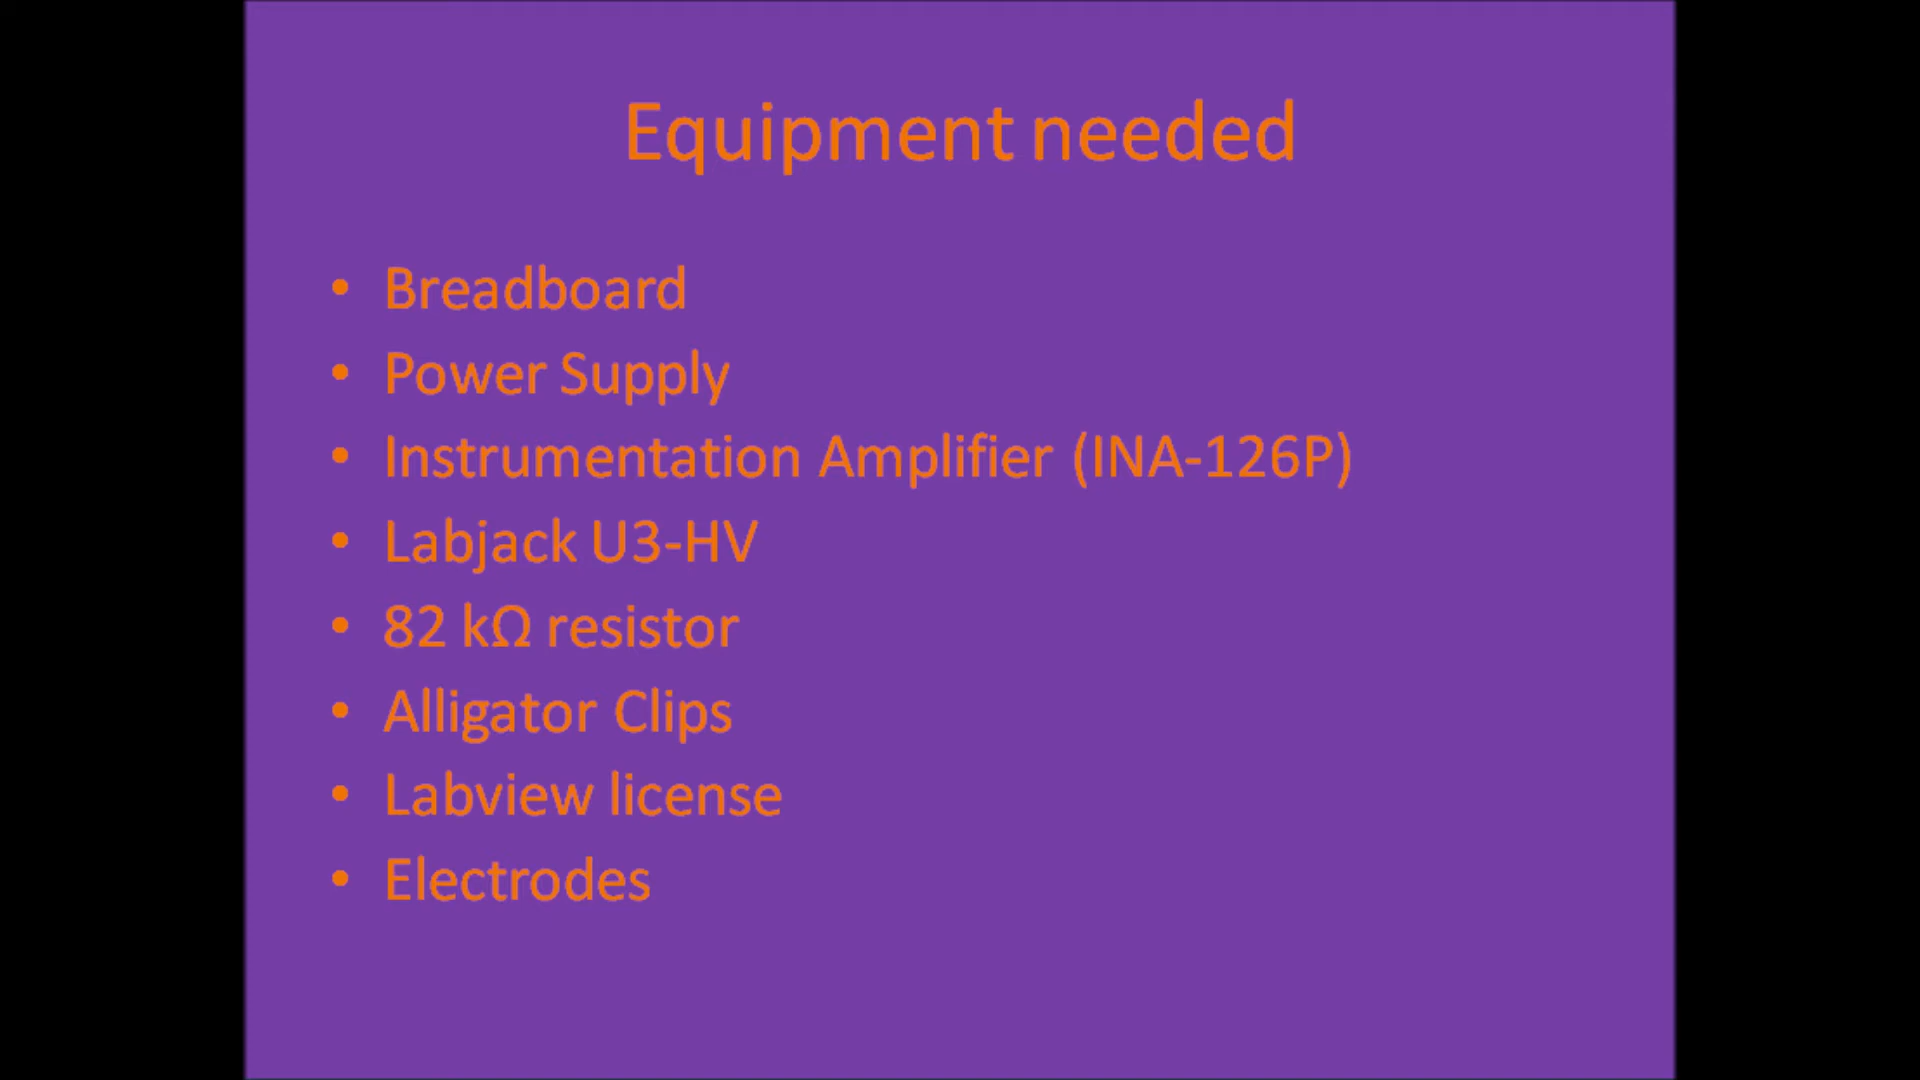 Equipment needed
• Breadboard
• Power Supply
• Instrumentation Amplifier (INA-126P)
• Labjack U3-HV
• 82 kΩ resistor
• Alligator Clips
• Labview license
• Electrodes